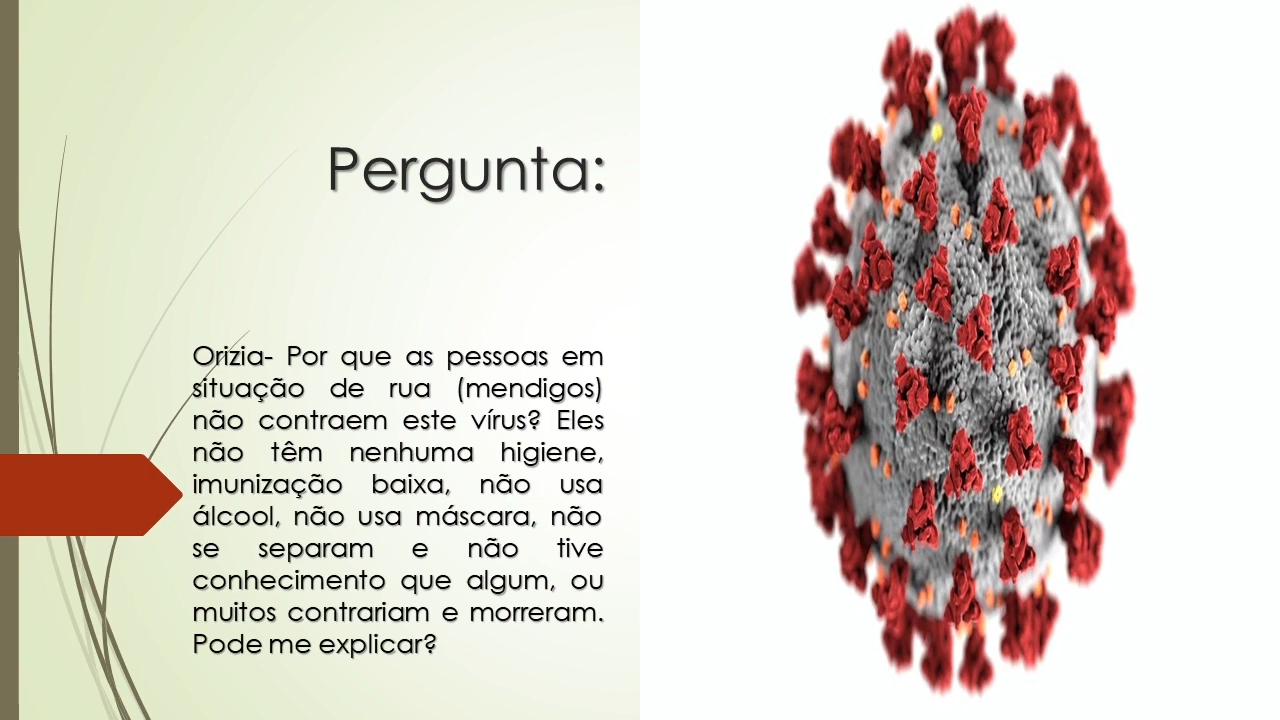 Pergunta:
Orizia- Por que as pessoas em
situação de rua (mendigos)
não contraem este vírus? Eles
não têm nenhuma higiene,
imunização baixa, não usa
álcool, não usa máscara, não
se separam e não tive
conhecimento que algum, ou
muitos contrariam e morreram.
Pode me explicar?